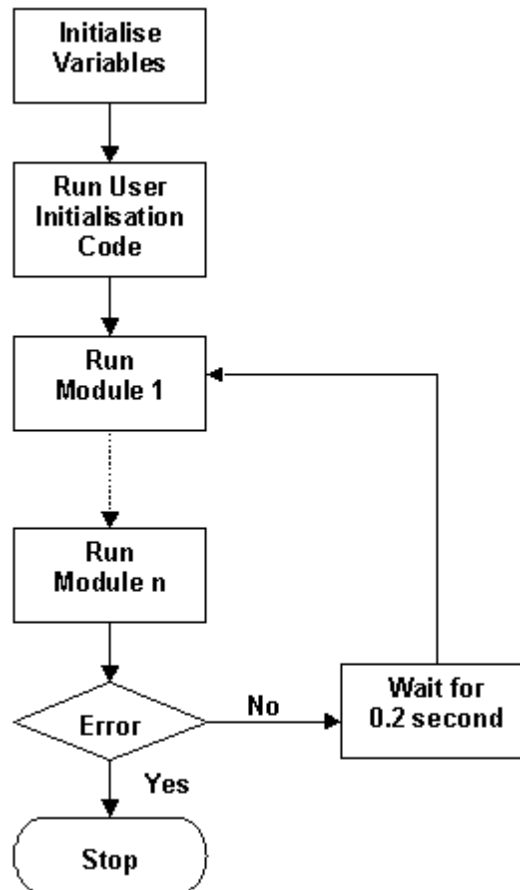 Initialise
Variables
Run User
Initialisation
Code
Run
Module 1
Run
Module n
Error
No
Wait for
0.2 second
Yes
Stop